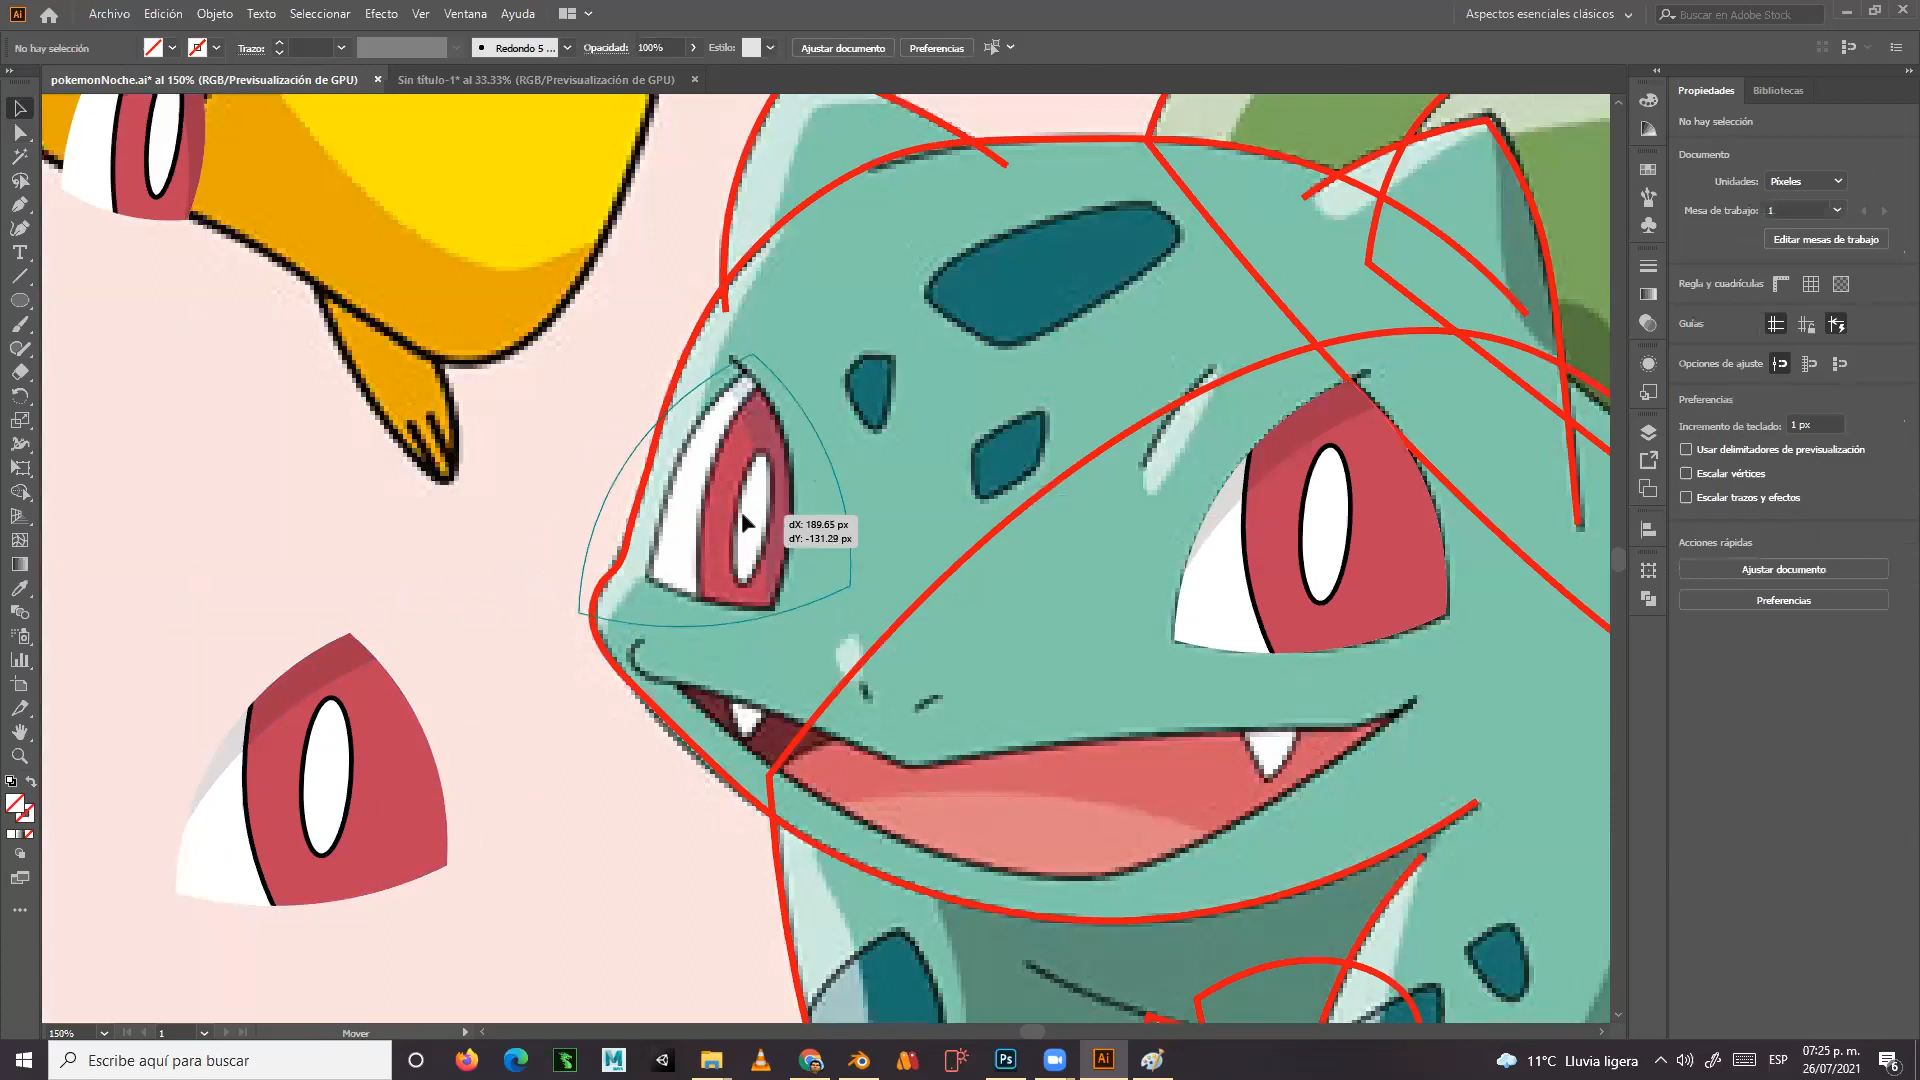 Ai Archivo Edición Objeto Texto Seleccionar Efecto Ver Ventana Ayuda Aspectos esenciales clásicos Buscar en Adobe Stock
No hay selección Trazo: Redondo 5 ... Opacidad: 100% Estilo: Ajustar documento Preferencias
pokemonNoche.ai* al 150% (RGB/Previsualización de GPU) × Sin título-1* al 33.33% (RGB/Previsualización de GPU) ×
Propiedades Bibliotecas
No hay selección
Documento
Unidades: Píxeles
Mesa de trabajo: 1
Editar mesas de trabajo
Regla y cuadrículas
Guías
Opciones de ajuste
Preferencias
Incremento de teclado: 1 px
Usar delimitadores de previsualización
Escalar vértices
Escalar trazos y efectos
Acciones rápidas
Ajustar documento
Preferencias
dX: 189.65 px
dY: -131.29 px
150% 1 Mover
Escribe aquí para buscar
Ps Ai
11°C Lluvia ligera
ESP
07:25 p. m.
26/07/2021
6